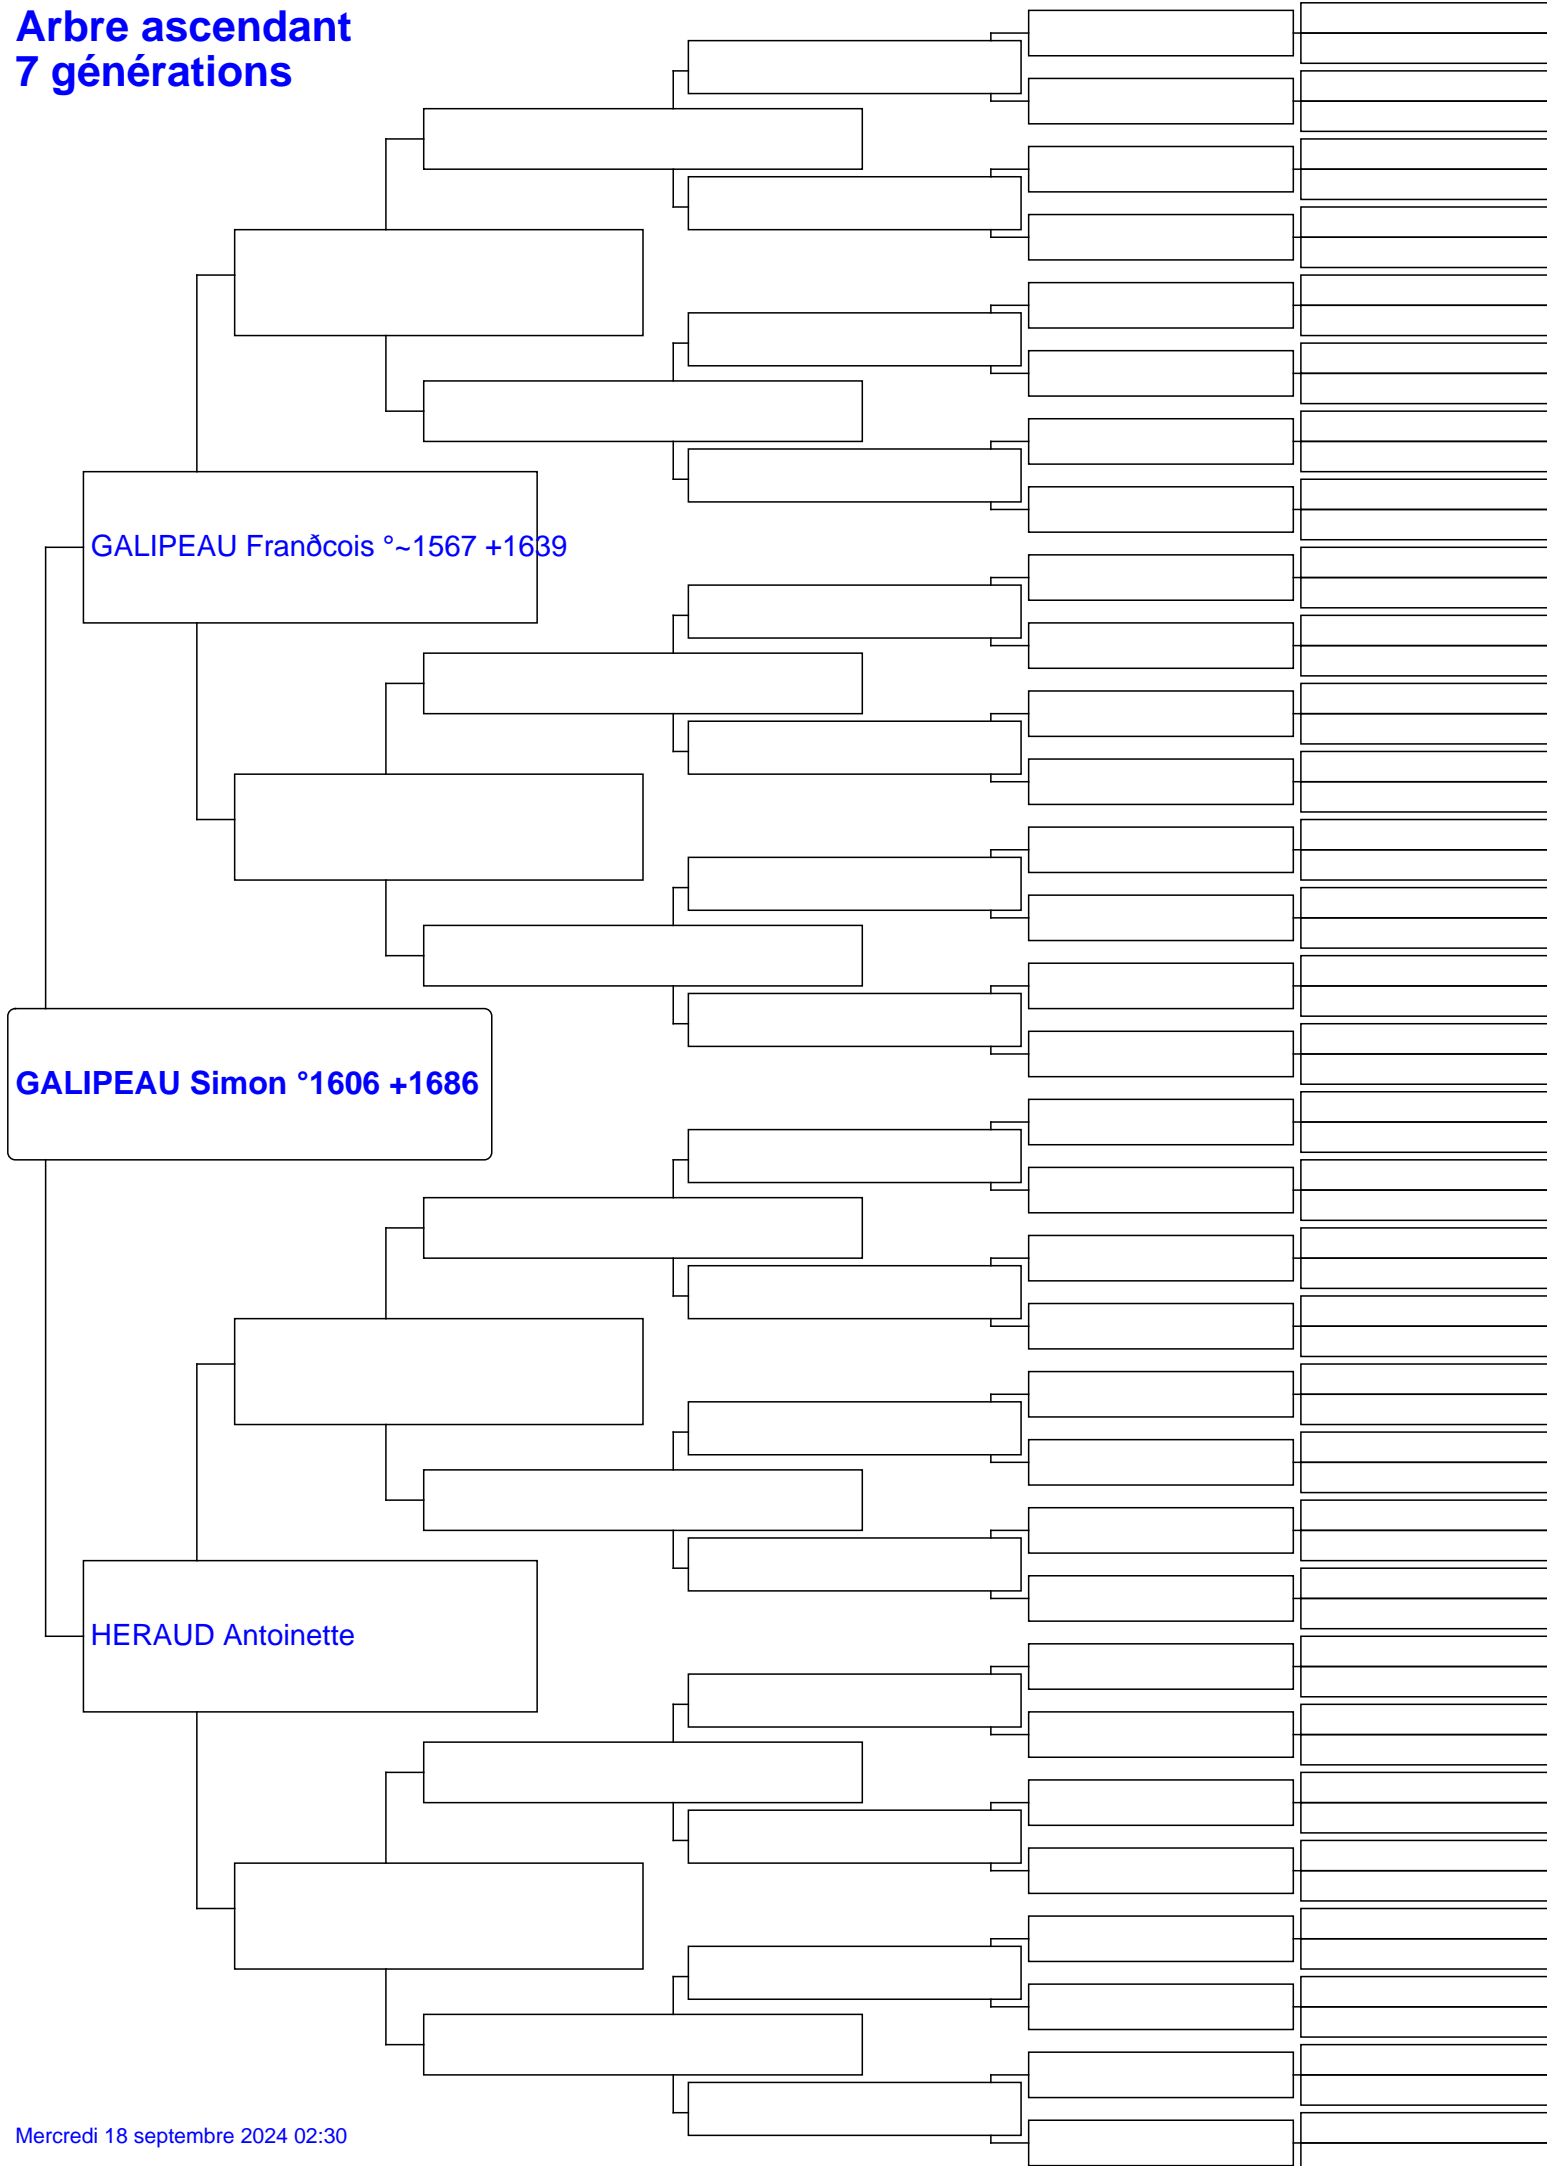 Arbre ascendant
7 générations
GALIPEAU Franðcois °~1567 +1639
GALIPEAU Simon °1606 +1686
HERAUD Antoinette
Mercredi 18 septembre 2024 02:30